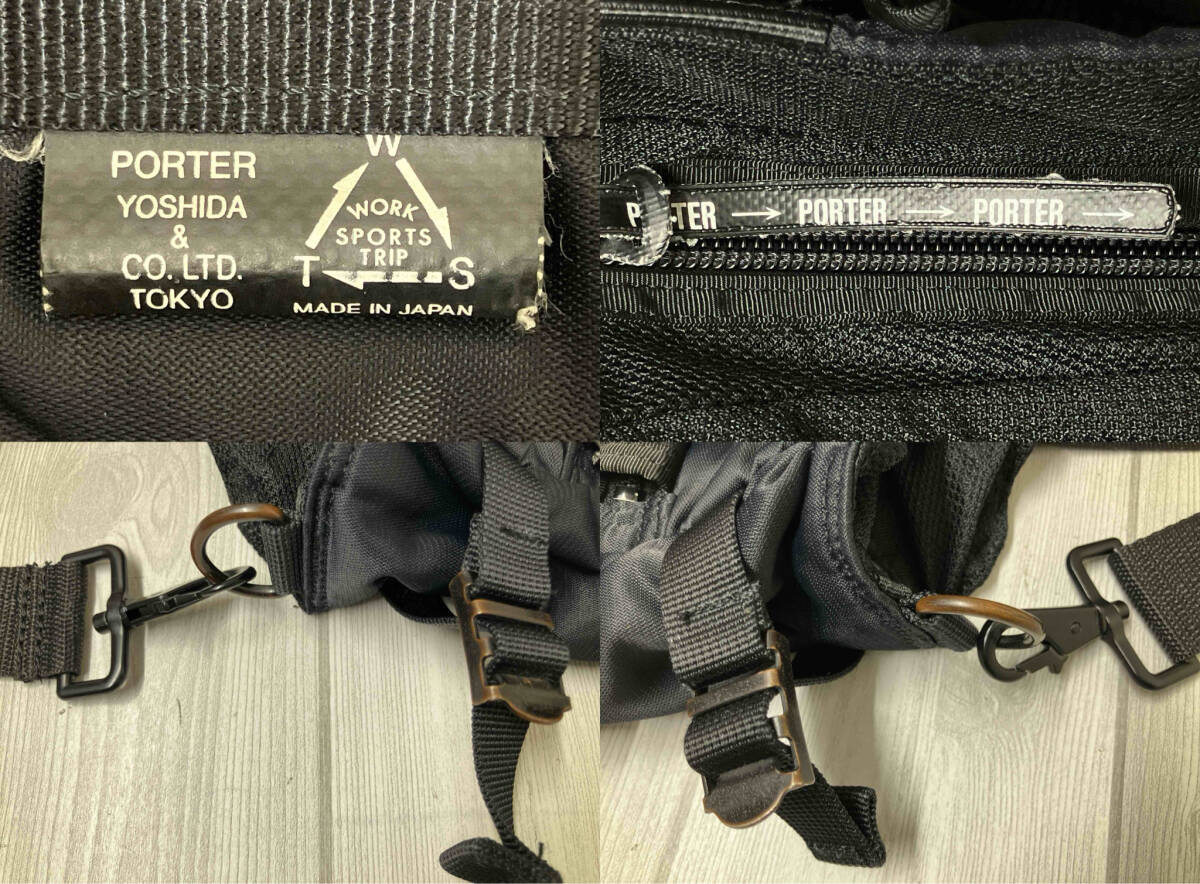 PORTER
YOSHIDA
&
CO. LTD.
TOKYO
W
WORK
SPORTS
TRIP
T S
MADE IN JAPAN
PORTER → PORTER → PORTER →